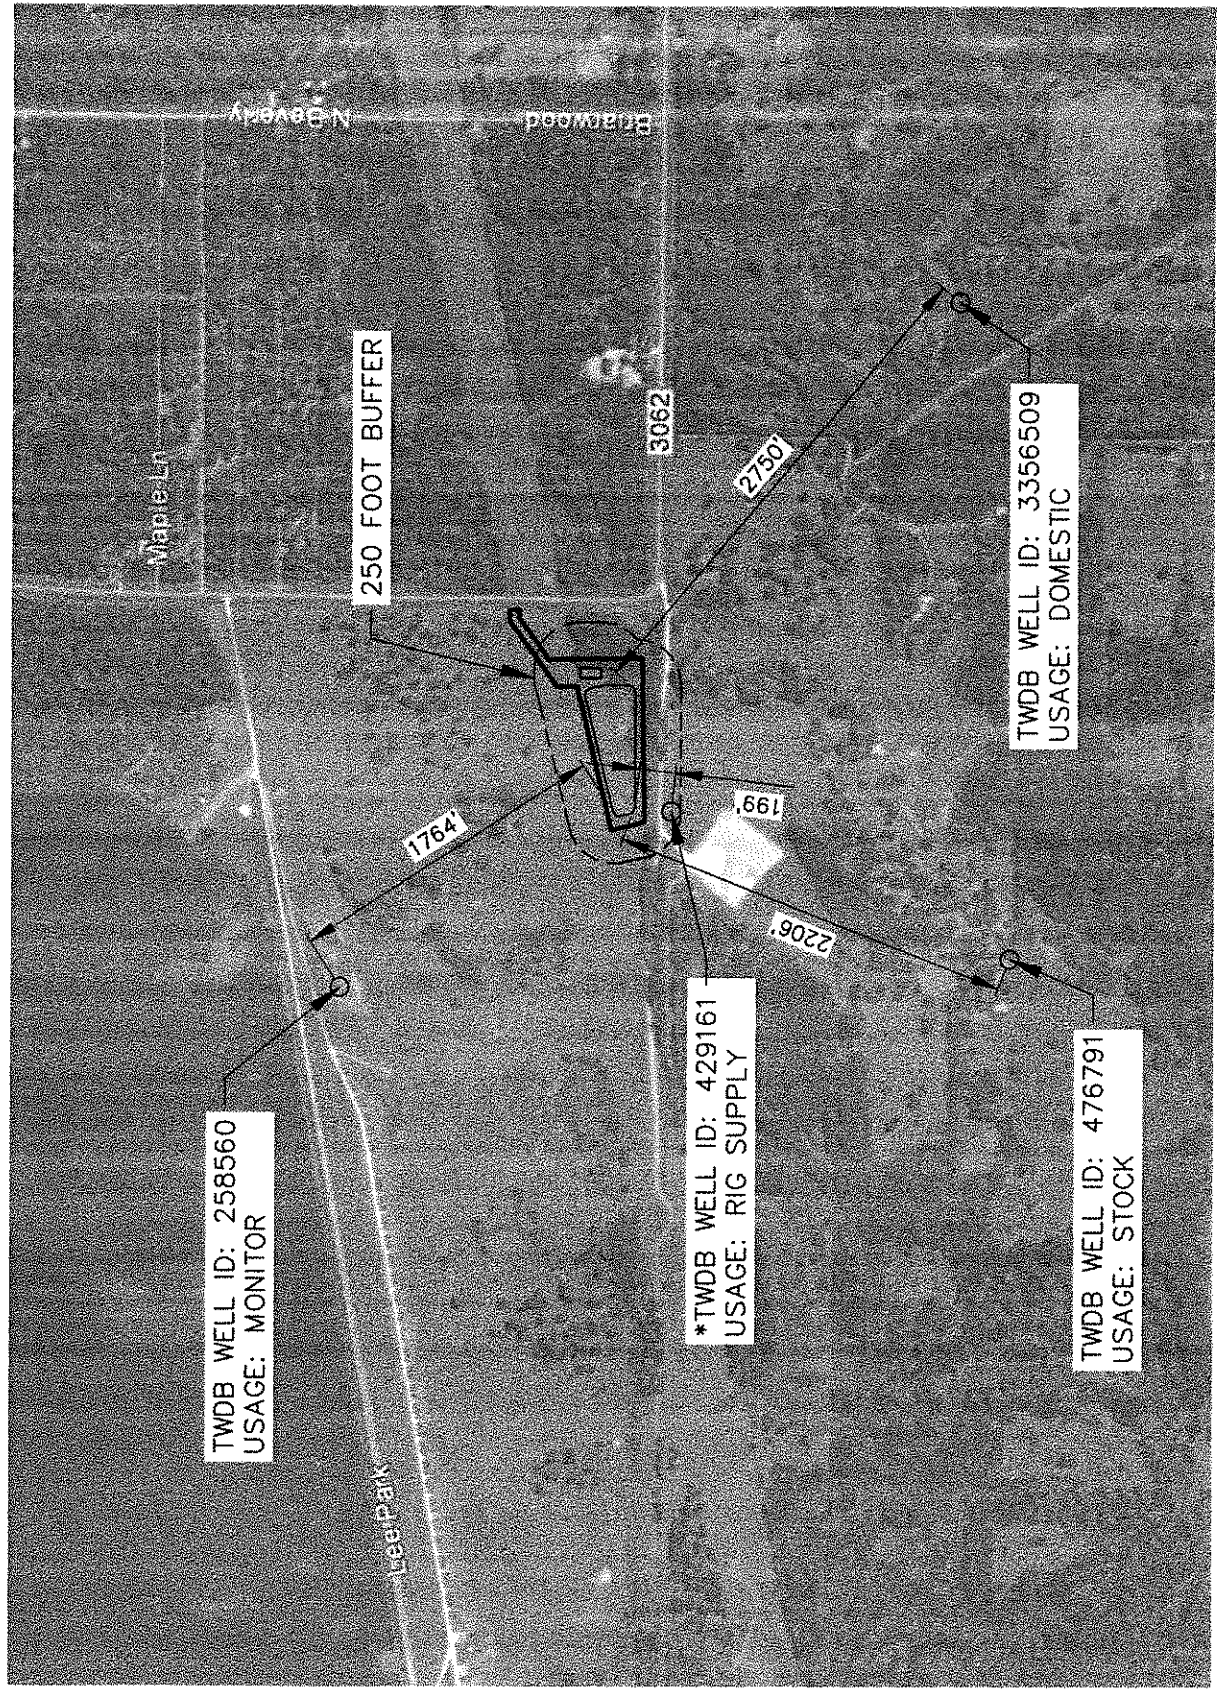 TWDB WELL ID: 258560
USAGE: MONITOR
Lee Park
1764'
250 FOOT BUFFER
Maple Ln
N Beverly
Briarwood
3062
*TWDB WELL ID: 429161
USAGE: RIG SUPPLY
199'
2206'
2750'
TWDB WELL ID: 476791
USAGE: STOCK
TWDB WELL ID: 3356509
USAGE: DOMESTIC